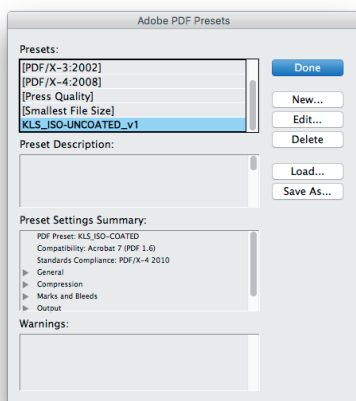 Adobe PDF Presets
Presets:
[PDF/X-3:2002]
[PDF/X-4:2008]
[Press Quality]
[Smallest File Size]
KLS_ISO-UNCOATED_v1
Done
New...
Edit...
Delete
Load...
Save As...
Preset Description:
Preset Settings Summary:
PDF Preset: KLS_ISO-COATED
Compatibility: Acrobat 7 (PDF 1.6)
Standards Compliance: PDF/X-4 2010
General
Compression
Marks and Bleeds
Output
Warnings: